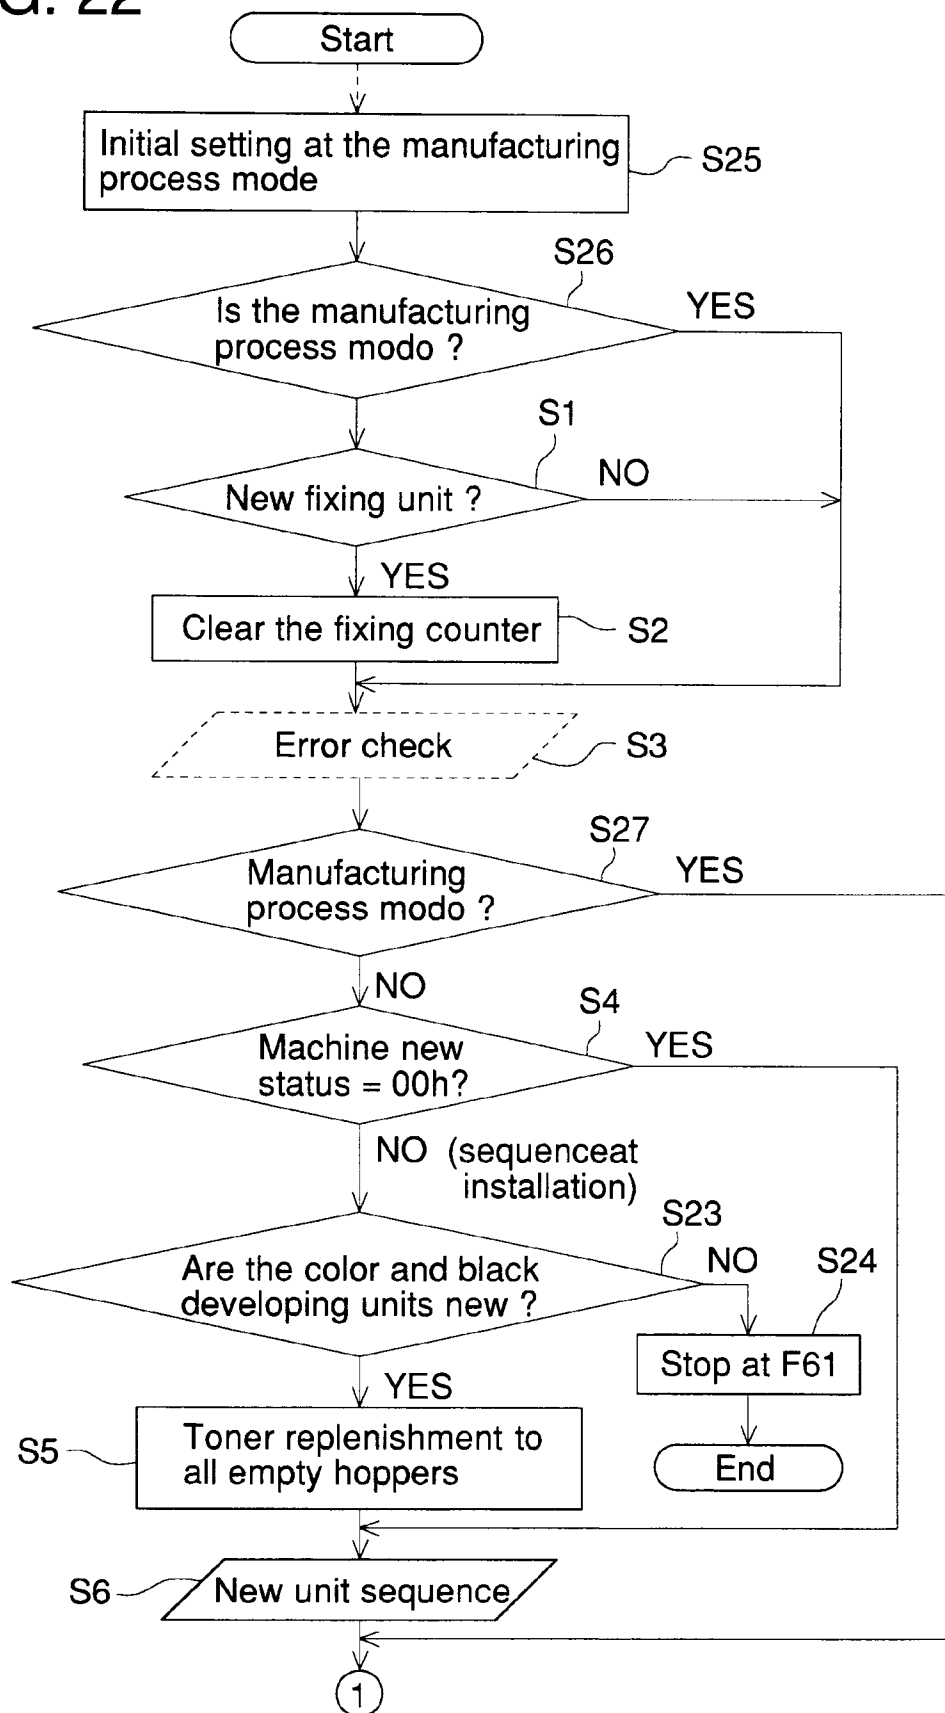 G. 22
Start
Initial setting at the manufacturing
process mode
S25
S26
Is the manufacturing
process modo ?
YES
S1
New fixing unit ?
NO
YES
Clear the fixing counter
S2
Error check
S3
S27
Manufacturing
process modo ?
YES
NO
S4
Machine new
status = 00h?
YES
NO (sequenceat
installation)
S23
Are the color and black
developing units new ?
NO
S24
Stop at F61
YES
S5
Toner replenishment to
all empty hoppers
End
S6
New unit sequence
1